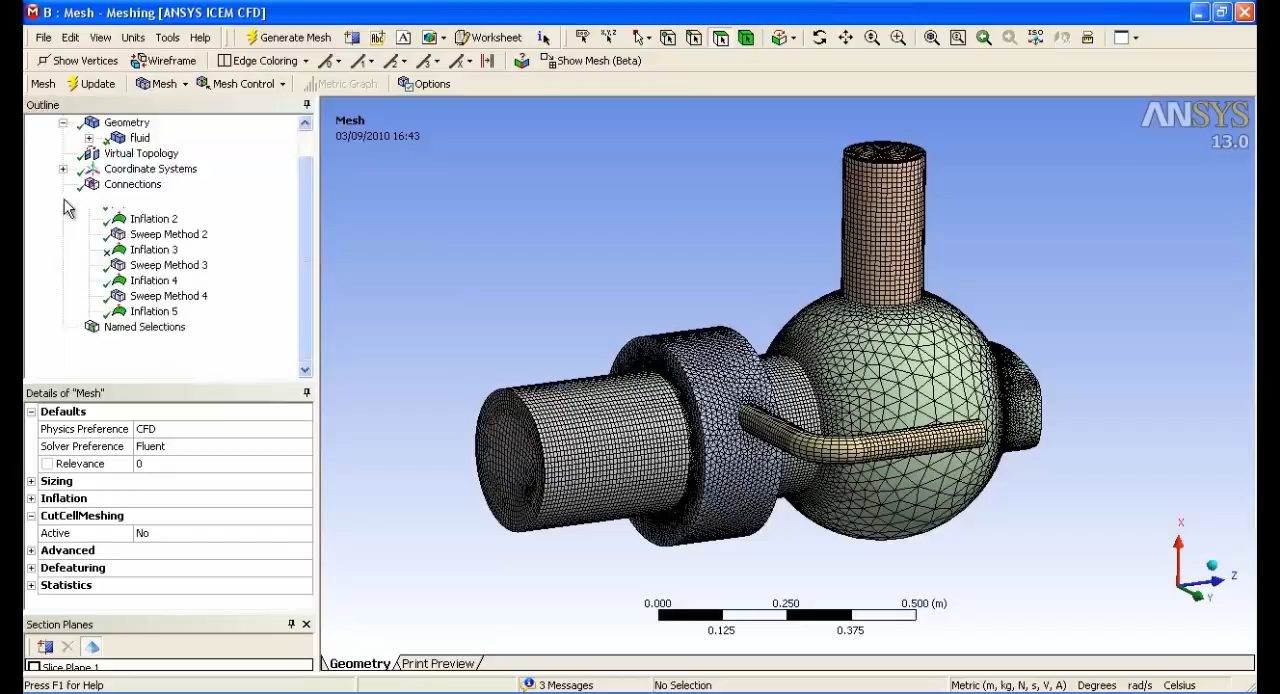 B : Mesh - Meshing [ANSYS ICEM CFD]
File Edit View Units Tools Help Generate Mesh Worksheet
Show Vertices Wireframe Edge Coloring Show Mesh (Beta)
Mesh Update Mesh Mesh Control Metric Graph Options
Outline
Geometry
fluid
Virtual Topology
Coordinate Systems
Connections
Inflation 2
Sweep Method 2
Inflation 3
Sweep Method 3
Inflation 4
Sweep Method 4
Inflation 5
Named Selections
Details of "Mesh"
Defaults
Physics Preference CFD
Solver Preference Fluent
Relevance 0
Sizing
Inflation
CutCellMeshing
Active No
Advanced
Defeaturing
Statistics
Section Planes
Slice Plane 1
Mesh
03/09/2010 16:43
ANSYS
13.0
X
Z
Y
0.000 0.250 0.500 (m)
0.125 0.375
Geometry Print Preview
Press F1 for Help 3 Messages No Selection Metric (m, kg, N, s, V, A) Degrees rad/s Celsius